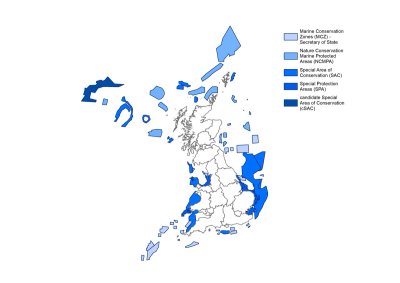 Marine Conservation
Zones (MCZ) -
Secretary of State
Nature Conservation
Marine Protected
Areas (NCMPA)
Special Area of
Conservation (SAC)
Special Protection
Areas (SPA)
candidate Special
Area of Conservation
(cSAC)